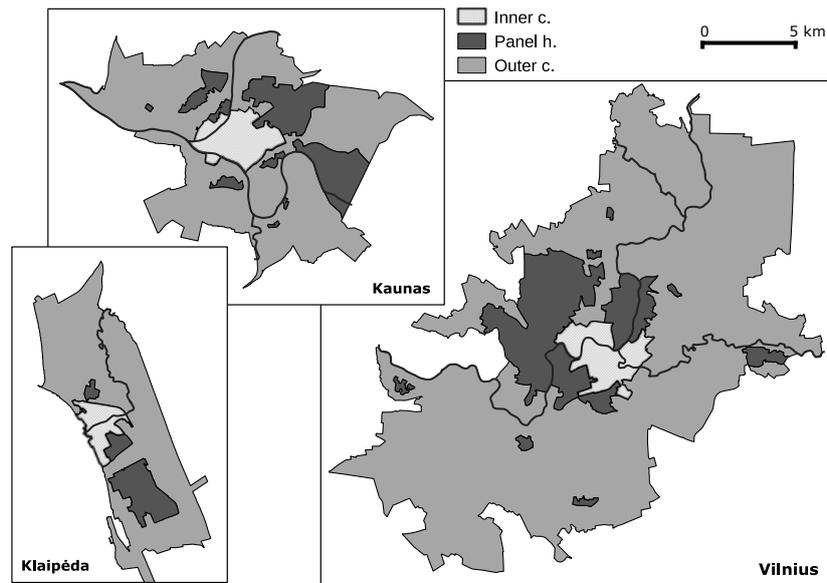 Inner c.
Panel h.
Outer c.
0 5 km
Kaunas
Klaipėda
Vilnius